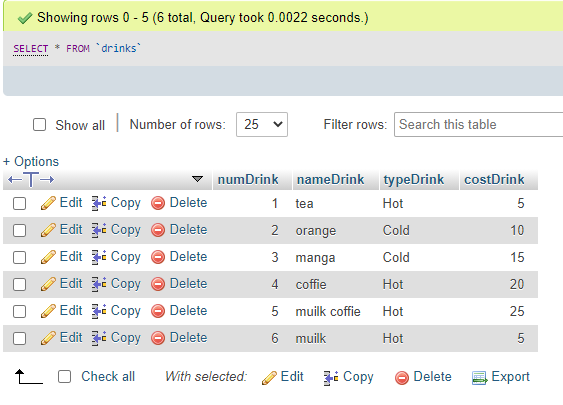 Showing rows 0 - 5 (6 total, Query took 0.0022 seconds.)
SELECT * FROM `drinks`
Show all | Number of rows: 25 Filter rows: Search this table
+ Options
numDrink nameDrink typeDrink costDrink
Edit Copy Delete 1 tea Hot 5
Edit Copy Delete 2 orange Cold 10
Edit Copy Delete 3 manga Cold 15
Edit Copy Delete 4 coffie Hot 20
Edit Copy Delete 5 muilk coffie Hot 25
Edit Copy Delete 6 muilk Hot 5
Check all With selected: Edit Copy Delete Export